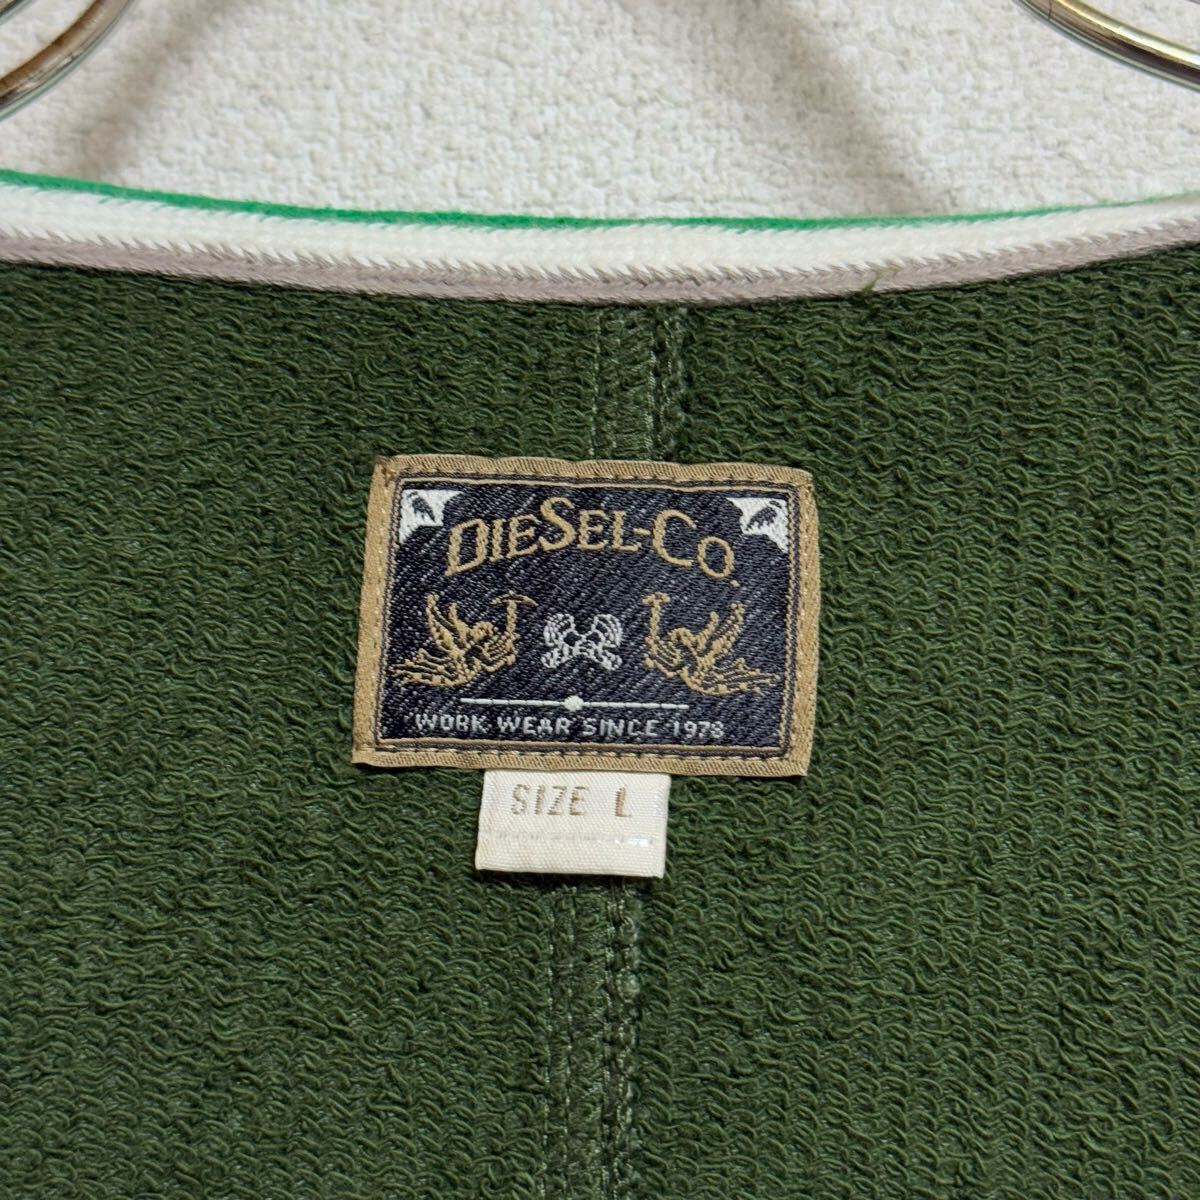 DIESEL-CO.
WORK WEAR SINCE 1978
SIZE L